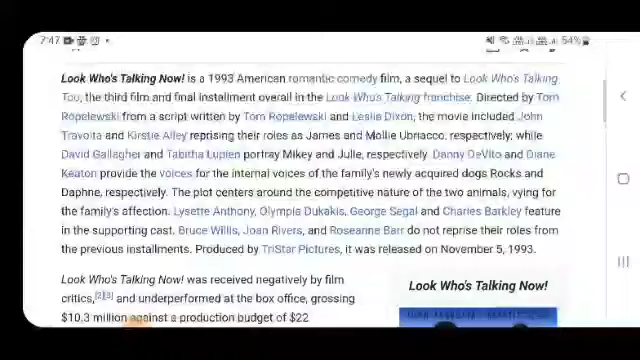 7:47
54%
Look Who's Talking Now! is a 1993 American romantic comedy film, a sequel to Look Who's Talking
Too, the third film and final installment overall in the Look Who's Talking franchise. Directed by Tom
Ropelewski from a script written by Tom Ropelewski and Leslie Dixon, the movie included John
Travolta and Kirstie Alley reprising their roles as James and Mollie Ubriacco, respectively; while
David Gallagher and Tabitha Lupien portray Mikey and Julie, respectively. Danny DeVito and Diane
Keaton provide the voices for the internal voices of the family's newly acquired dogs Rocks and
Daphne, respectively. The plot centers around the competitive nature of the two animals, vying for
the family's affection. Lysette Anthony, Olympia Dukakis, George Segal and Charles Barkley feature
in the supporting cast. Bruce Willis, Joan Rivers, and Roseanne Barr do not reprise their roles from
the previous installments. Produced by TriStar Pictures, it was released on November 5, 1993.
Look Who's Talking Now! was received negatively by film
critics,[2][3] and underperformed at the box office, grossing
$10.3 million against a production budget of $22
Look Who's Talking Now!